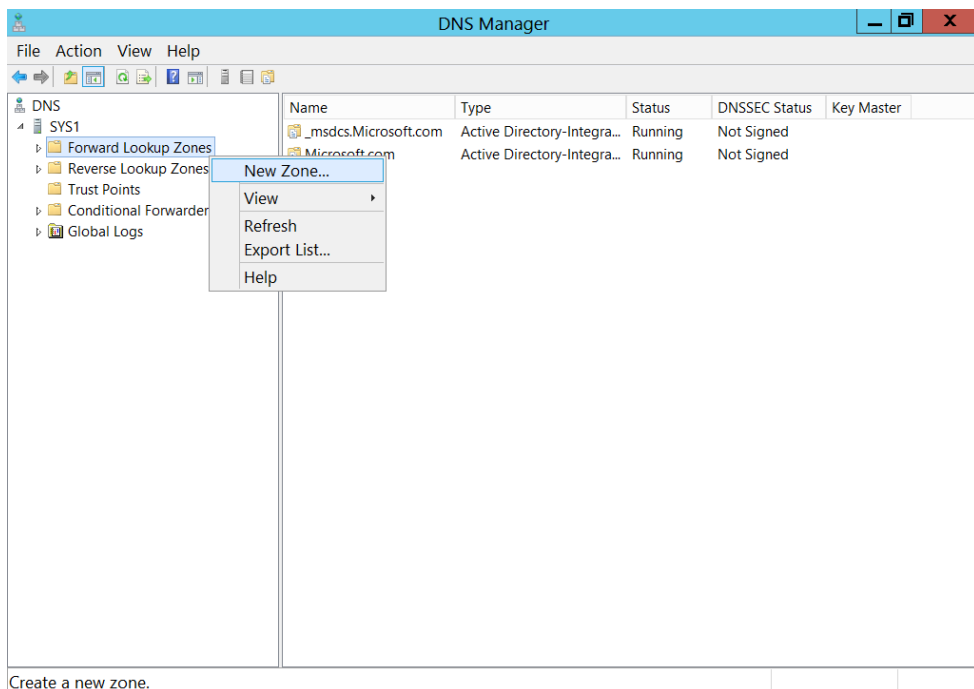 DNS Manager
File Action View Help
DNS
SYS1
Forward Lookup Zones
Reverse Lookup Zones
Trust Points
Conditional Forwarder
Global Logs
New Zone...
View
Refresh
Export List...
Help
Name Type Status DNSSEC Status Key Master
_msdcs.Microsoft.com Active Directory-Integra... Running Not Signed
Microsoft.com Active Directory-Integra... Running Not Signed
Create a new zone.